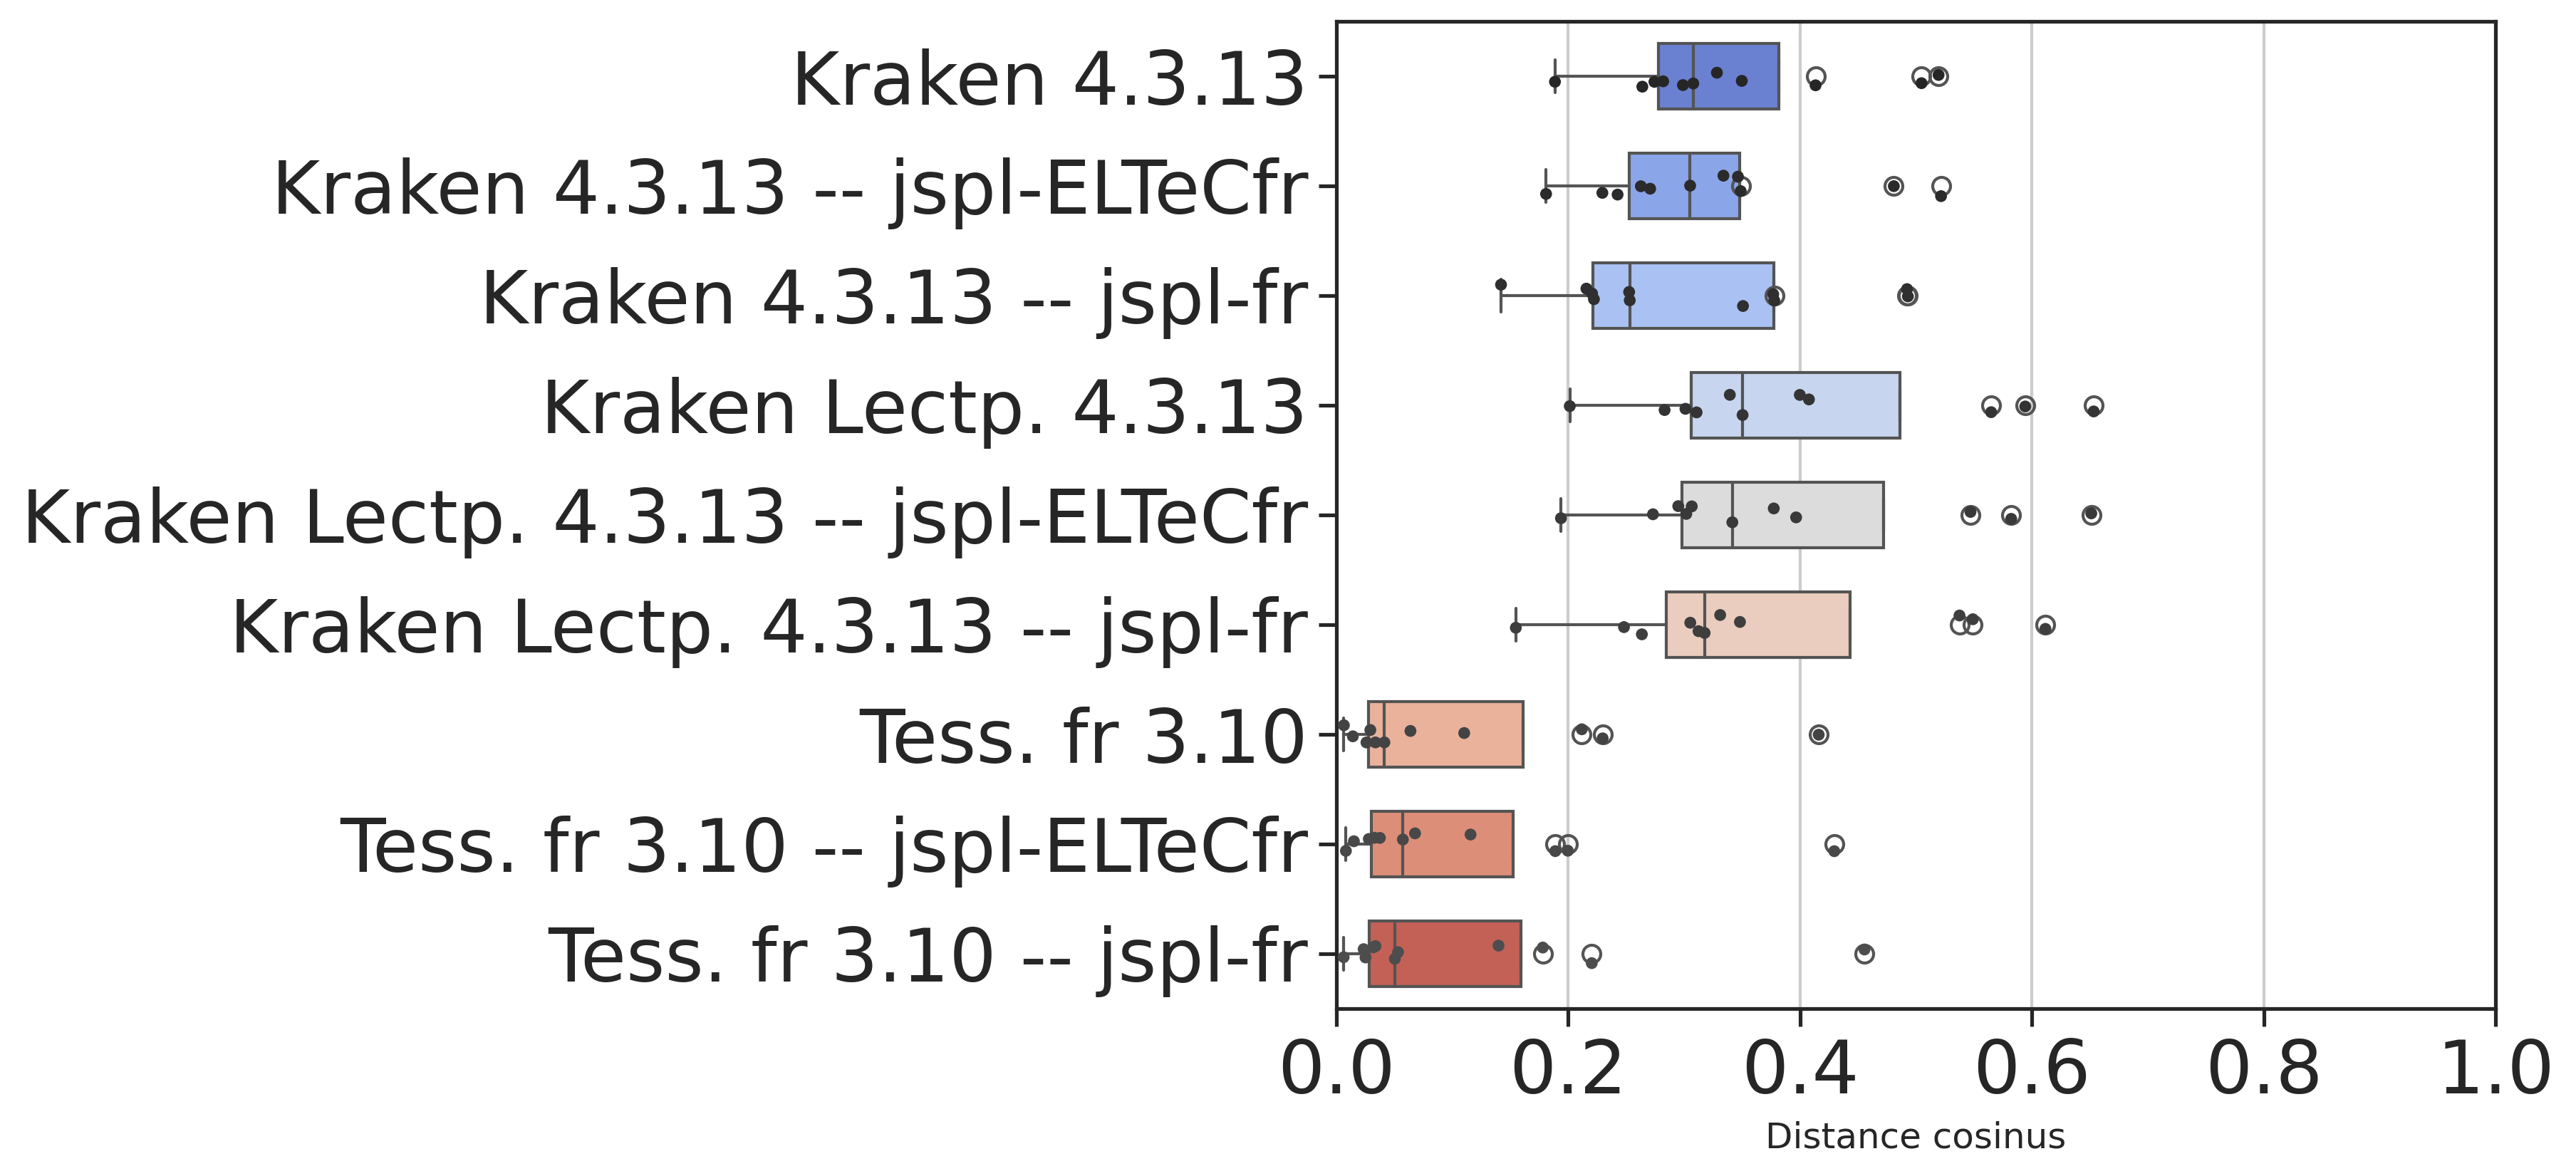 Kraken 4.3.13
Kraken 4.3.13 -- jspl-ELTeCfr
Kraken 4.3.13 -- jspl-fr
Kraken Lectp. 4.3.13
Kraken Lectp. 4.3.13 -- jspl-ELTeCfr
Kraken Lectp. 4.3.13 -- jspl-fr
Tess. fr 3.10
Tess. fr 3.10 -- jspl-ELTeCfr
Tess. fr 3.10 -- jspl-fr
0.0 0.2 0.4 0.6 0.8 1.0
Distance cosinus